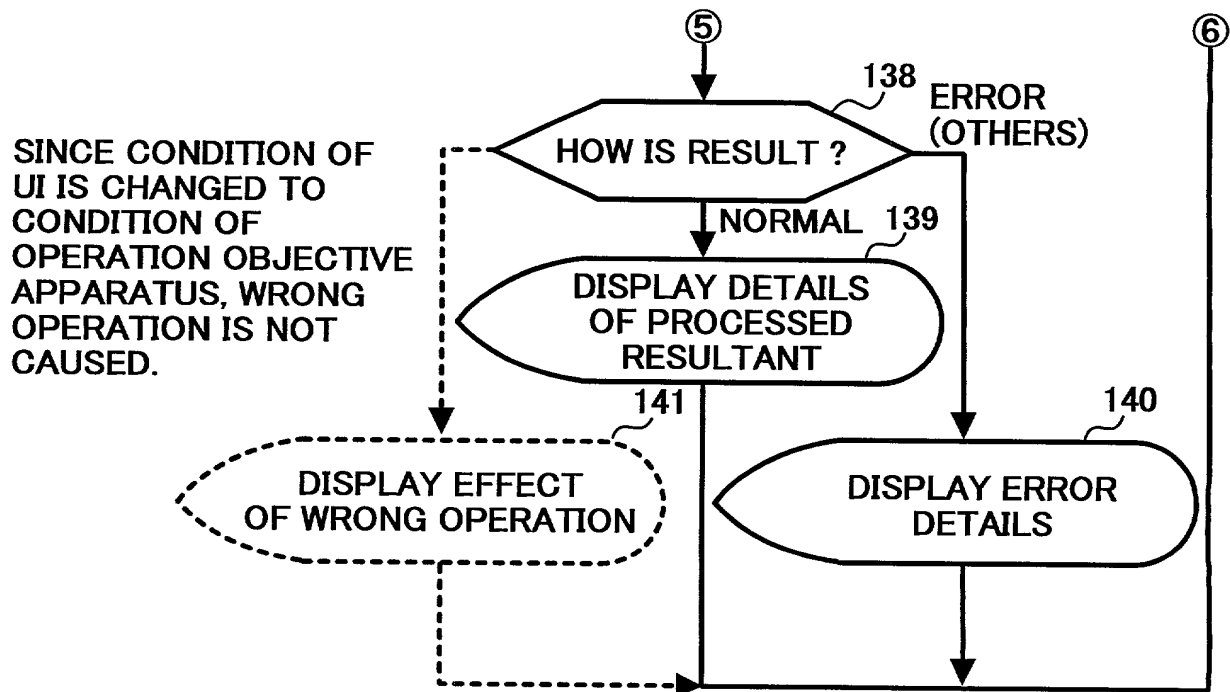 ⑤
⑥
138
ERROR
(OTHERS)
HOW IS RESULT ?
SINCE CONDITION OF
UI IS CHANGED TO
CONDITION OF
OPERATION OBJECTIVE
APPARATUS, WRONG
OPERATION IS NOT
CAUSED.
NORMAL
139
DISPLAY DETAILS
OF PROCESSED
RESULTANT
141
DISPLAY EFFECT
OF WRONG OPERATION
140
DISPLAY ERROR
DETAILS